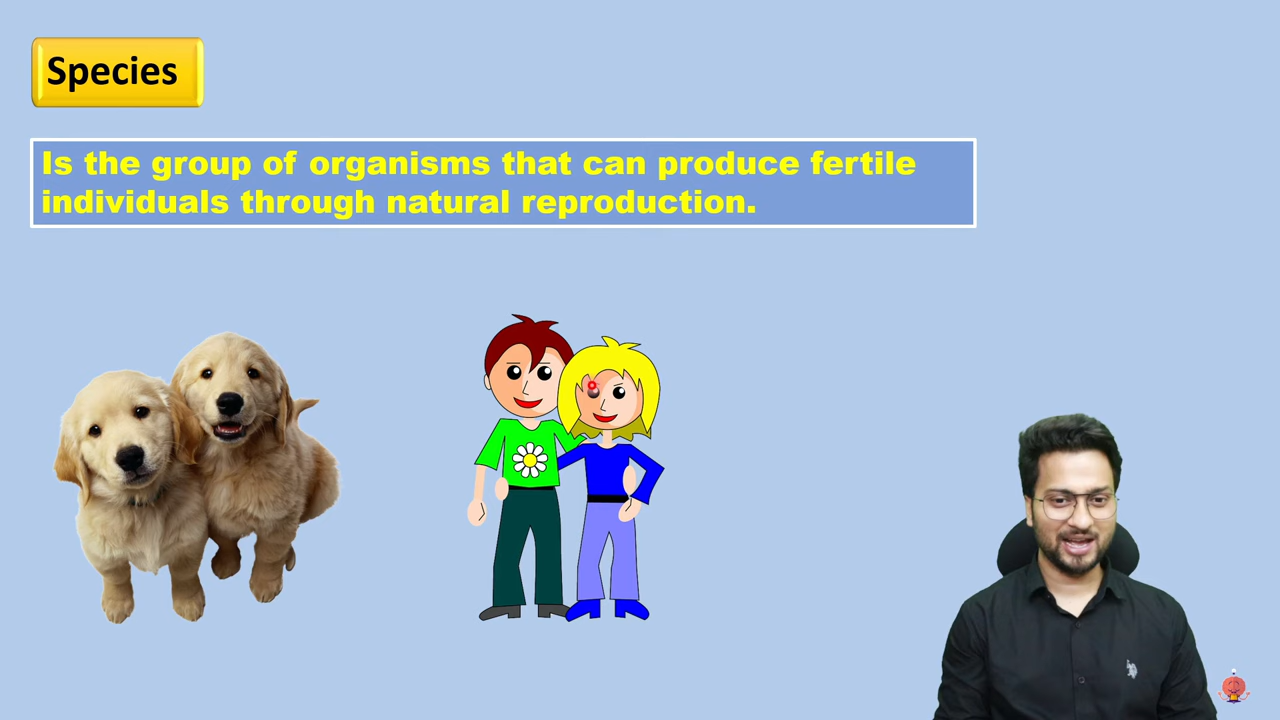 Species
Is the group of organisms that can produce fertile
individuals through natural reproduction.